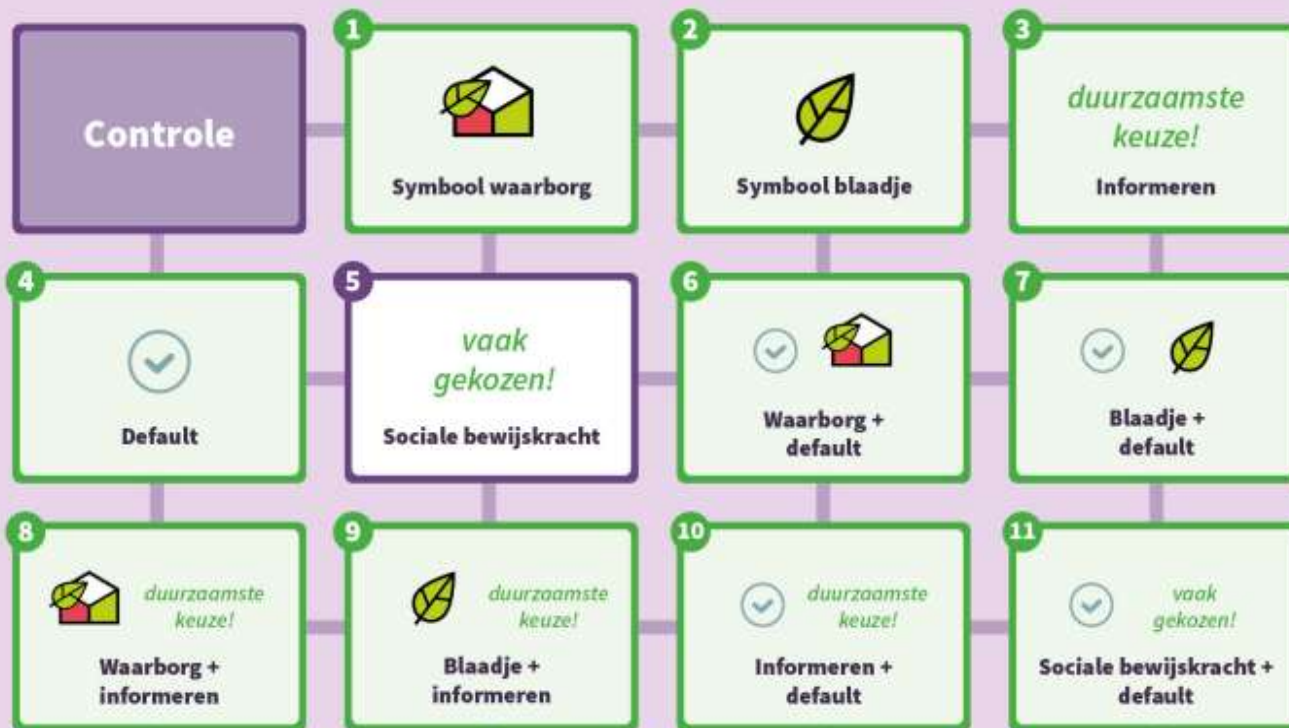 Controle
1
Symbool waarborg
2
Symbool blaadje
3
duurzaamste
keuze!
Informeren
4
Default
5
vaak
gekozen!
Sociale bewijskracht
6
Waarborg +
default
7
Blaadje +
default
8
duurzaamste
keuze!
Waarborg +
informeren
9
duurzaamste
keuze!
Blaadje +
informeren
10
duurzaamste
keuze!
Informeren +
default
11
vaak
gekozen!
Sociale bewijskracht +
default